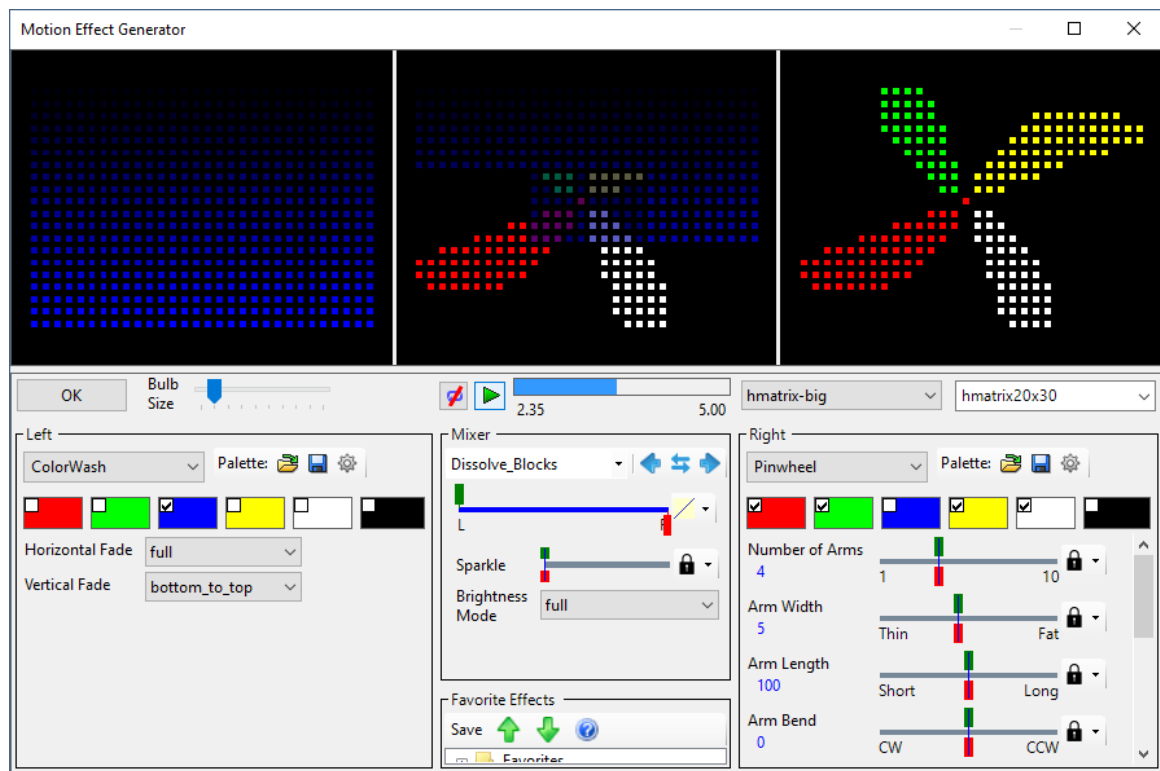 Motion Effect Generator
OK
Bulb
Size
2.35
5.00
hmatrix-big
hmatrix20x30
Left
ColorWash
Palette:
Horizontal Fade
full
Vertical Fade
bottom_to_top
Mixer
Dissolve_Blocks
L
Sparkle
Brightness
Mode
full
Favorite Effects
Save
Favorites
Right
Pinwheel
Palette:
Number of Arms
4
1
10
Arm Width
5
Thin
Fat
Arm Length
100
Short
Long
Arm Bend
0
CW
CCW